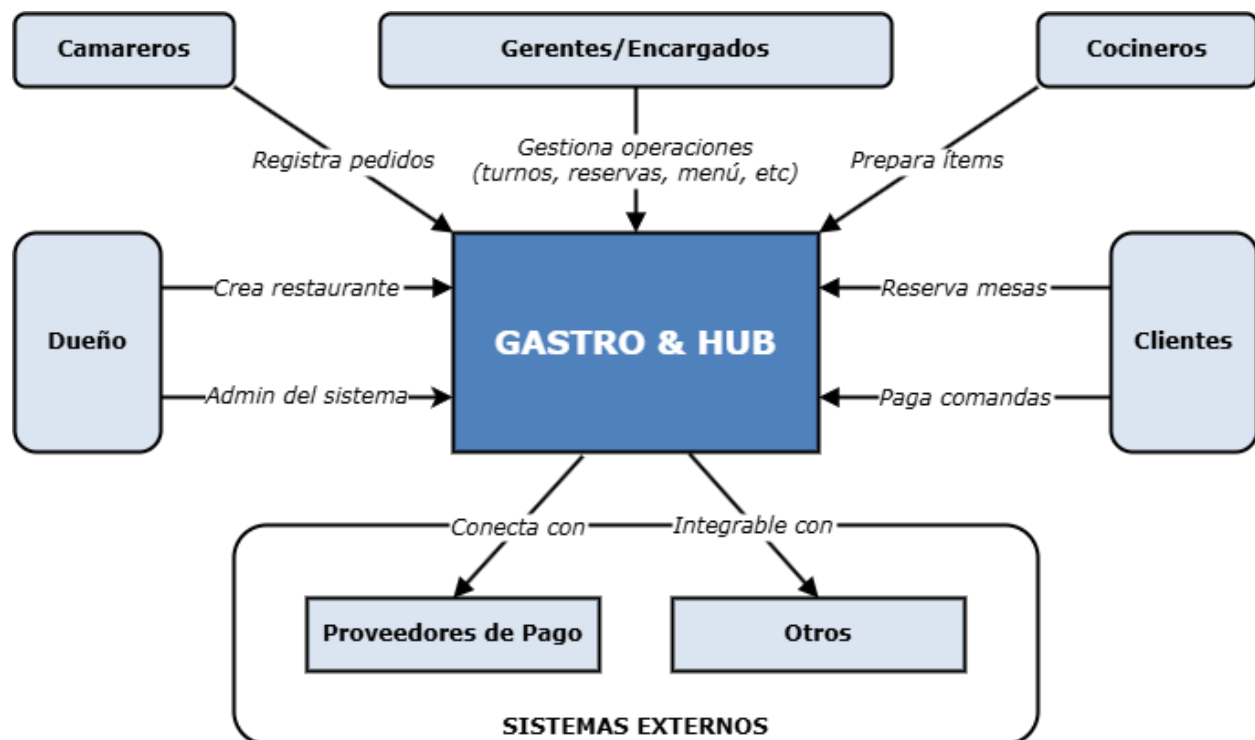 Camareros
Gerentes/Encargados
Cocineros
Registra pedidos
Gestiona operaciones
(turnos, reservas, menú, etc)
Prepara ítems
Dueño
Crea restaurante
Admin del sistema
GASTRO & HUB
Reserva mesas
Paga comandas
Clientes
Conecta con
Integrable con
Proveedores de Pago
Otros
SISTEMAS EXTERNOS